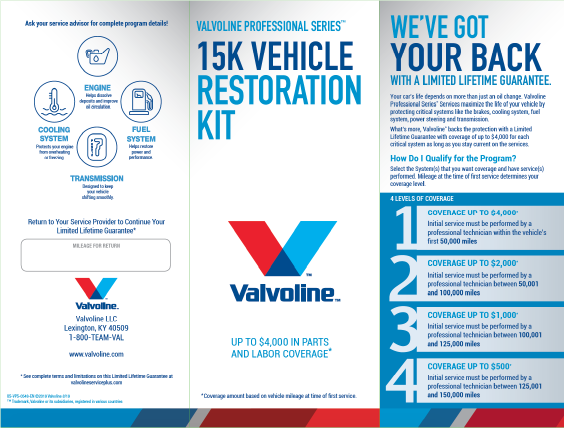 Ask your service advisor for complete program details!
ENGINE
Helps dissolve
deposits and improve
oil circulation
COOLING
SYSTEM
Protects your engine
from overheating
or freezing
FUEL
SYSTEM
Helps restore
power and
performance
TRANSMISSION
Designed to keep
your vehicle
shifting smoothly
Return to Your Service Provider to Continue Your
Limited Lifetime Guarantee*
MILEAGE FOR RETURN
Valvoline™
Valvoline LLC
Lexington, KY 40509
1-800-TEAM-VAL
www.valvoline.com
* See complete terms and limitations on this Limited Lifetime Guarantee at
valvolineserviceplus.com
™ Trademark, Valvoline or its subsidiaries, registered in various countries
VALVOLINE PROFESSIONAL SERIES™
15K VEHICLE
RESTORATION
KIT
™
Valvoline™
UP TO $4,000 IN PARTS
AND LABOR COVERAGE*
*Coverage amount based on vehicle mileage at time of first service.
WE'VE GOT
YOUR BACK
WITH A LIMITED LIFETIME GUARANTEE.
Your car's life depends on more than just an oil change. Valvoline
Professional Series™ Services maximize the life of your vehicle by
protecting critical systems like the brakes, cooling system, fuel
system, power steering and transmission.
What's more, Valvoline™ backs the protection with a Limited
Lifetime Guarantee with coverage of up to $4,000 for each
critical system as long as you stay current on the services.
How Do I Qualify for the Program?
Select the System(s) that you want coverage and have service(s)
performed. Mileage at the time of first service determines your
coverage level.
4 LEVELS OF COVERAGE
1
COVERAGE UP TO $4,000*
Initial service must be performed by a
professional technician within the vehicle's
first 50,000 miles
2
COVERAGE UP TO $2,000*
Initial service must be performed by a
professional technician between 50,001
and 100,000 miles
3
COVERAGE UP TO $1,000*
Initial service must be performed by a
professional technician between 100,001
and 125,000 miles
4
COVERAGE UP TO $500*
Initial service must be performed by a
professional technician between 125,001
and 150,000 miles